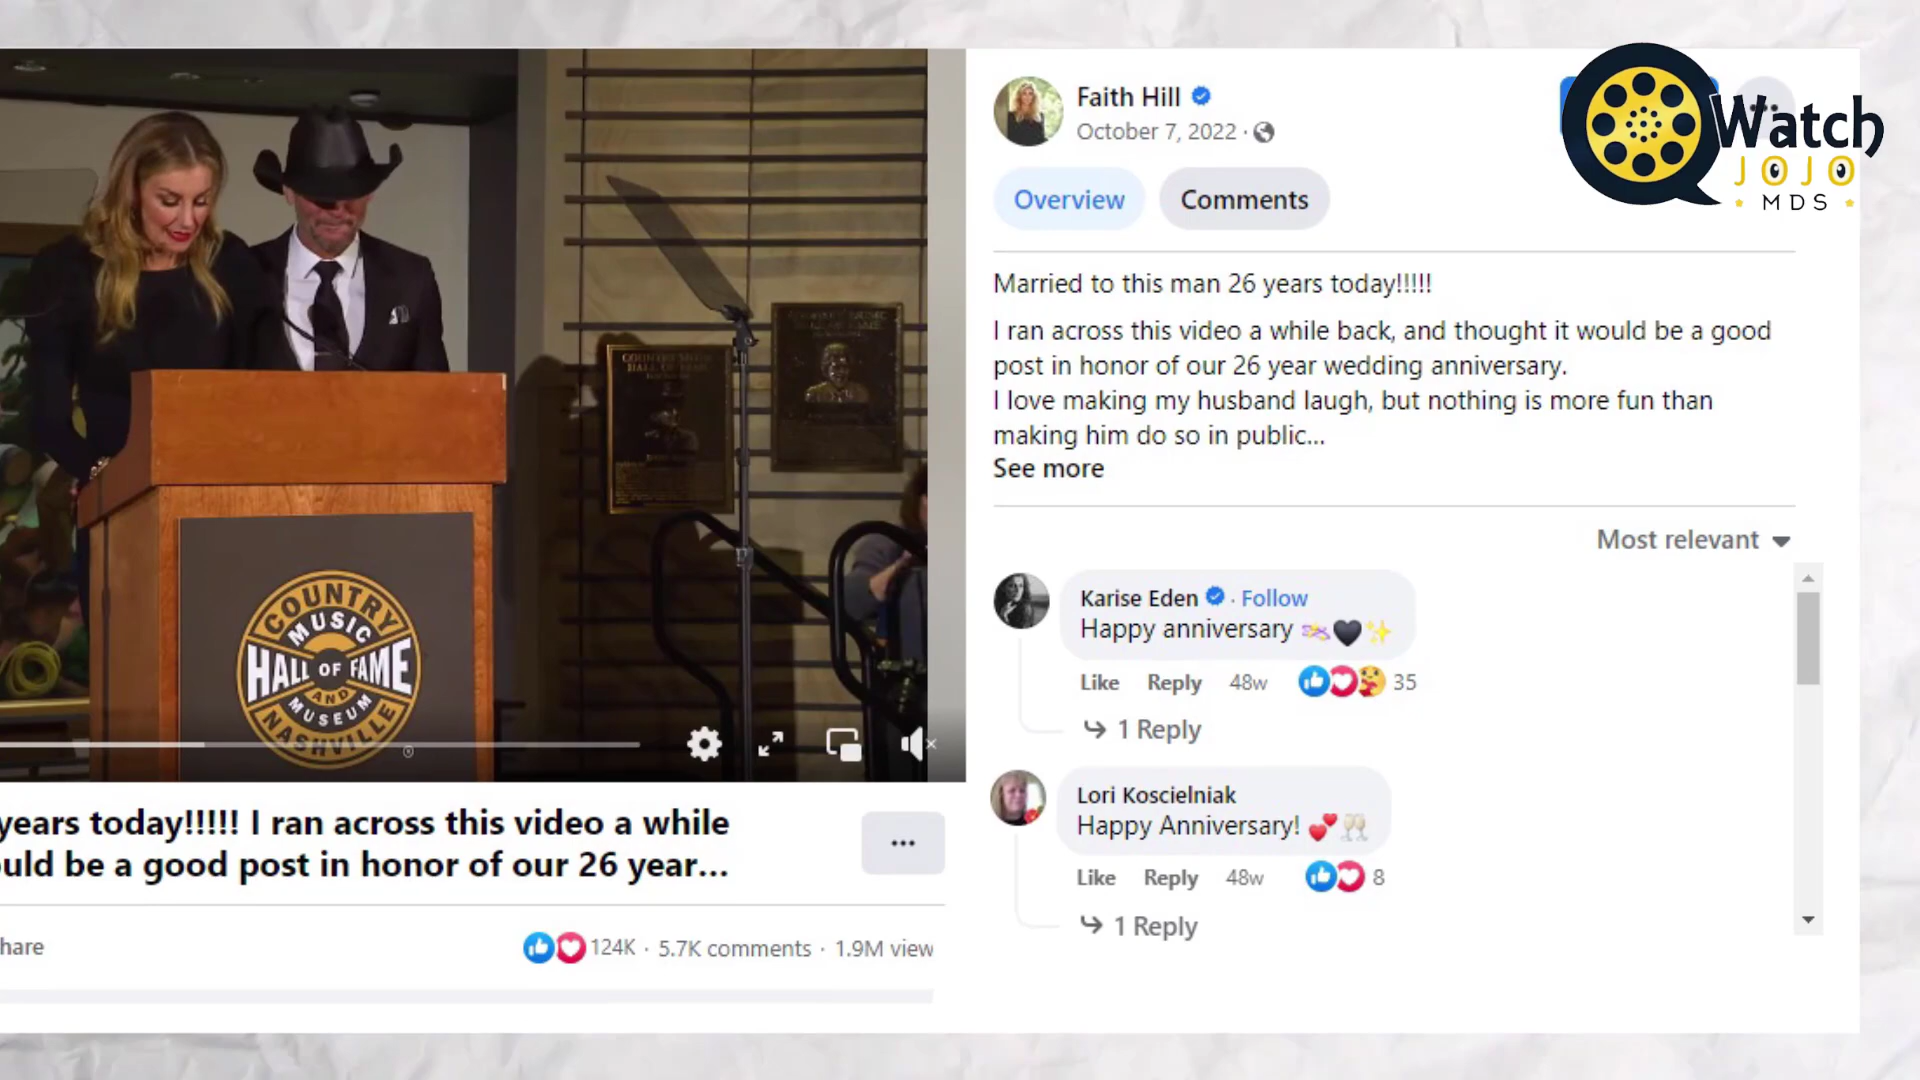 Watch
JOJO
MDS
Faith Hill
October 7, 2022 ·
Overview
Comments
Married to this man 26 years today!!!!!
I ran across this video a while back, and thought it would be a good
post in honor of our 26 year wedding anniversary.
I love making my husband laugh, but nothing is more fun than
making him do so in public...
See more
Most relevant
Karise Eden · Follow
Happy anniversary 💫🖤✨
Like Reply 48w 35
1 Reply
Lori Koscielniak
Happy Anniversary! 💕🥂
Like Reply 48w 8
1 Reply
COUNTRY MUSIC
HALL OF FAME
COUNTRY
MUSIC
HALL OF FAME
AND
MUSEUM
NASHVILLE
years today!!!!! I ran across this video a while
uld be a good post in honor of our 26 year...
hare
124K · 5.7K comments · 1.9M view